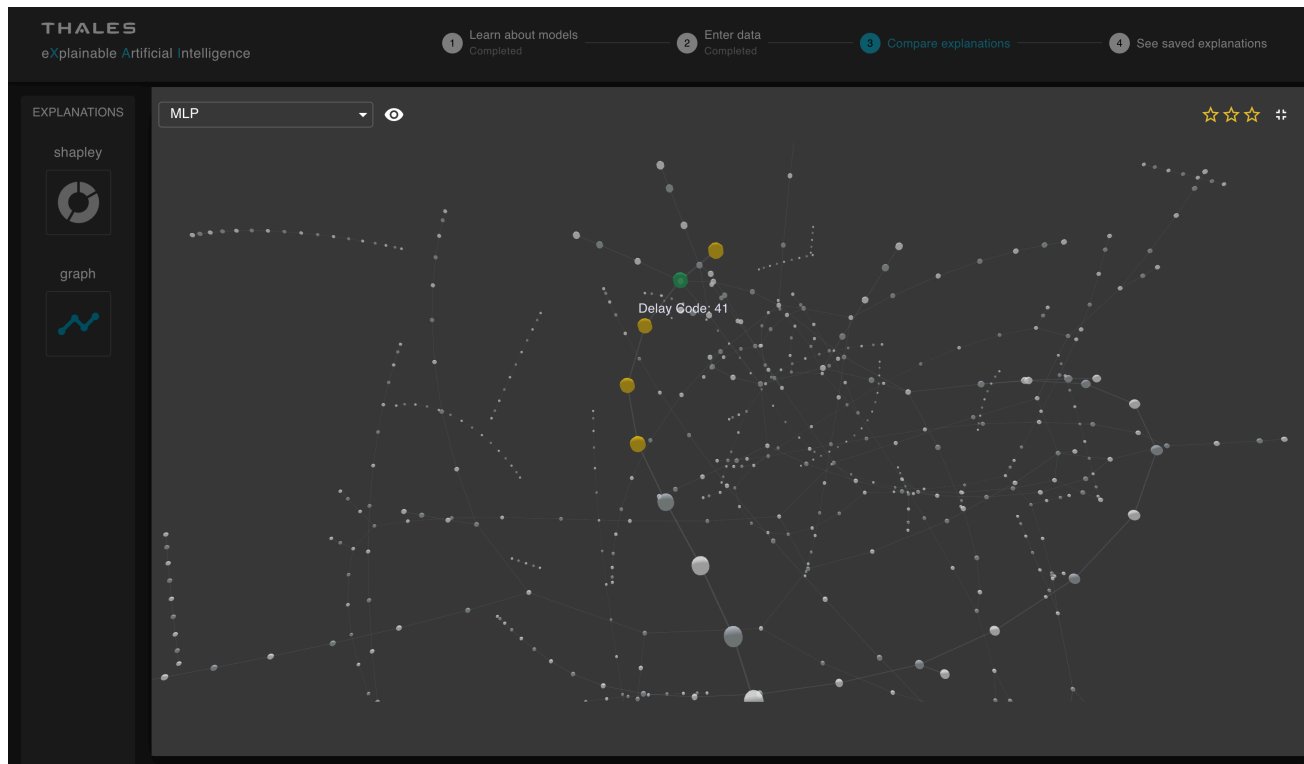 THALES
eXplainable Artificial Intelligence
1 Learn about models
Completed
2 Enter data
Completed
3 Compare explanations
4 See saved explanations
EXPLANATIONS
shapley
graph
MLP
Delay Code: 41